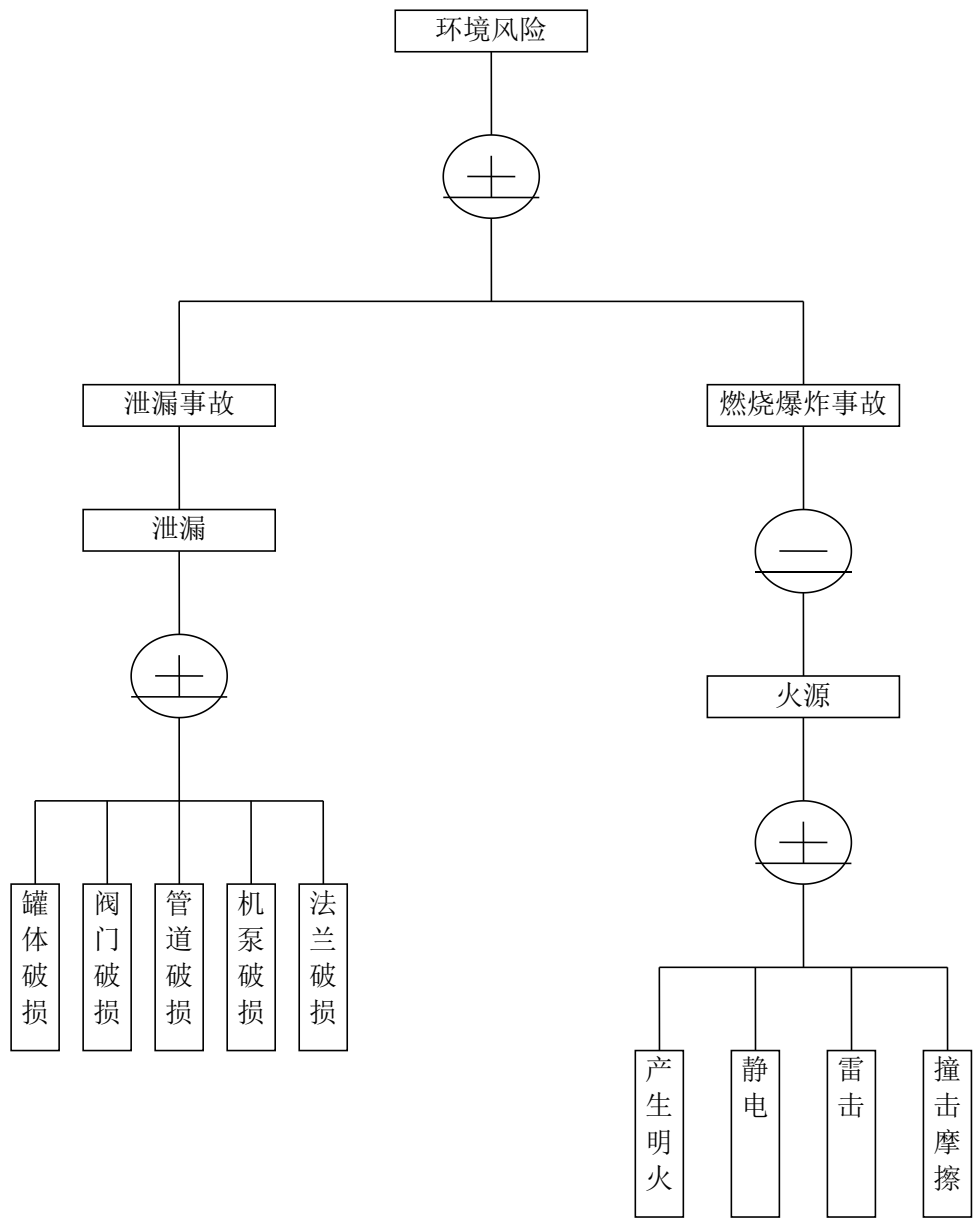 环境风险
泄漏事故
燃烧爆炸事故
泄漏
火源
罐体破损
阀门破损
管道破损
机泵破损
法兰破损
产生明火
静电
雷击
撞击摩擦